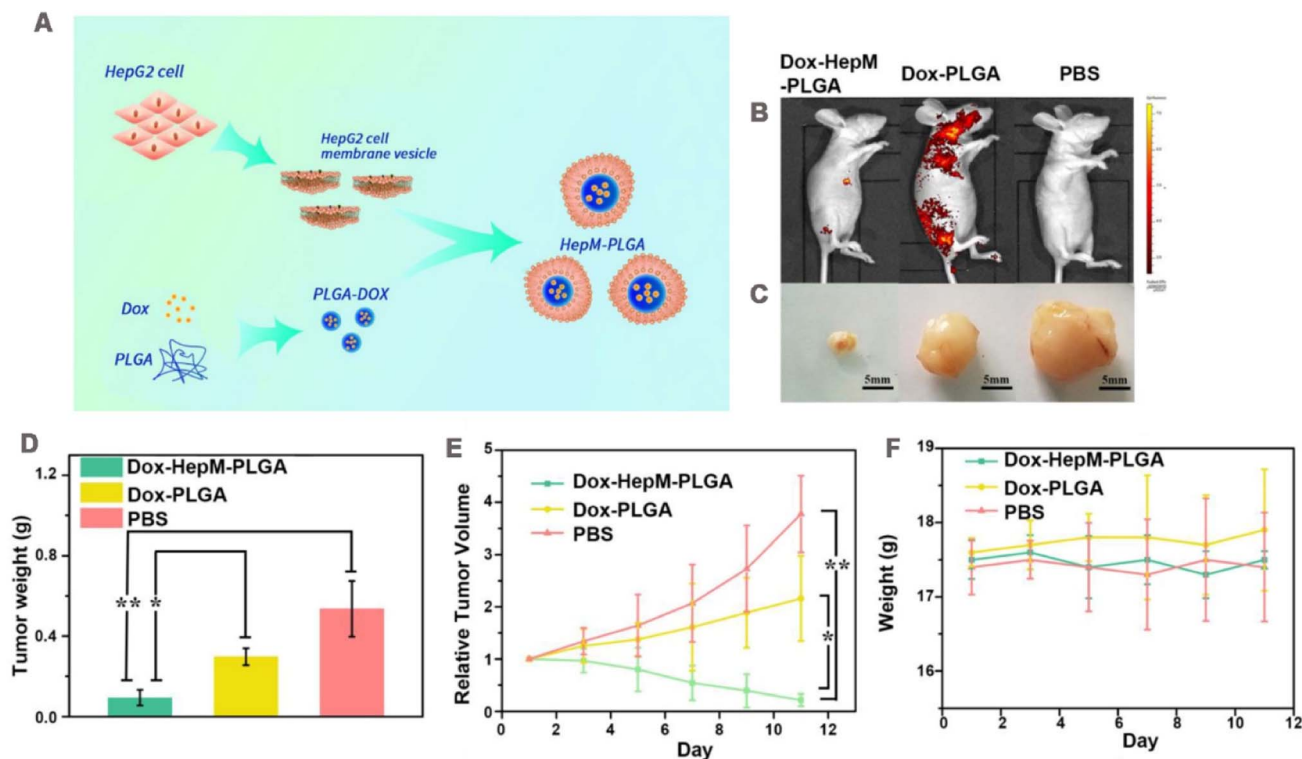 A
HepG2 cell
HepG2 cell
membrane vesicle
HepM-PLGA
Dox
PLGA-DOX
PLGA
Dox-HepM
-PLGA
Dox-PLGA
PBS
B
C
5mm
5mm
5mm
D
Dox-HepM-PLGA
Dox-PLGA
PBS
Tumor weight (g)
1.2
0.9
0.6
0.4
0.0
**
*
E
Dox-HepM-PLGA
Dox-PLGA
PBS
Relative Tumor Volume
5
4
3
2
1
0
**
*
0
2
4
6
8
10
12
Day
F
Dox-HepM-PLGA
Dox-PLGA
PBS
Weight (g)
19
18
17
16
0
2
4
6
8
10
12
Day